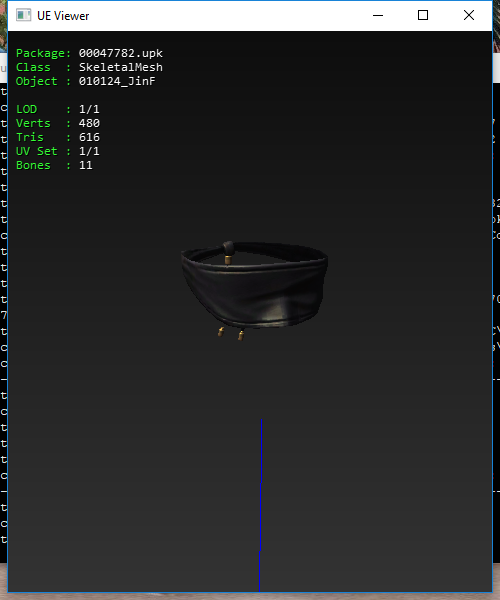 UE Viewer
Package: 00047782.upk
Class : SkeletalMesh
Object : 010124_JinF
LOD : 1/1
Verts : 480
Tris : 616
UV Set : 1/1
Bones : 11